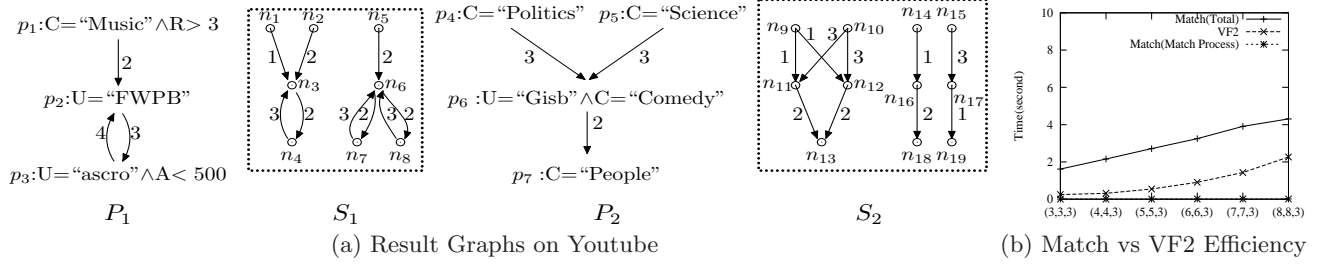 p1:C="Music"∧R> 3
2
p2:U="FWPB"
4 3
p3:U="ascro"∧A< 500
P1
n1 n2 n5
1 2 2
n3 n6
3 2 3 2 3 2
n4 n7 n8
S1
p4:C="Politics" p5:C="Science"
3 3
p6 :U="Gisb"∧C="Comedy"
2
p7 :C="People"
P2
n9 n10 n14 n15
1 1 3 3 1 3
n11 n12 n16 n17
2 2 2 1
n13 n18 n19
S2
(a) Result Graphs on Youtube
Time(second)
10
8
6
4
2
0
(3,3,3) (4,4,3) (5,5,3) (6,6,3) (7,7,3) (8,8,3)
Match(Total)
VF2
Match(Match Process)
(b) Match vs VF2 Efficiency